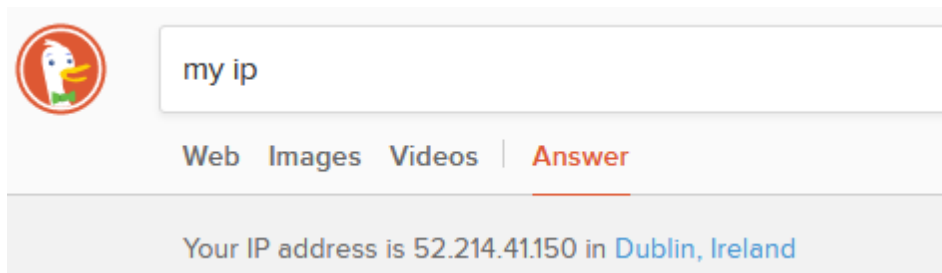 my ip
Web Images Videos Answer
Your IP address is 52.214.41.150 in Dublin, Ireland